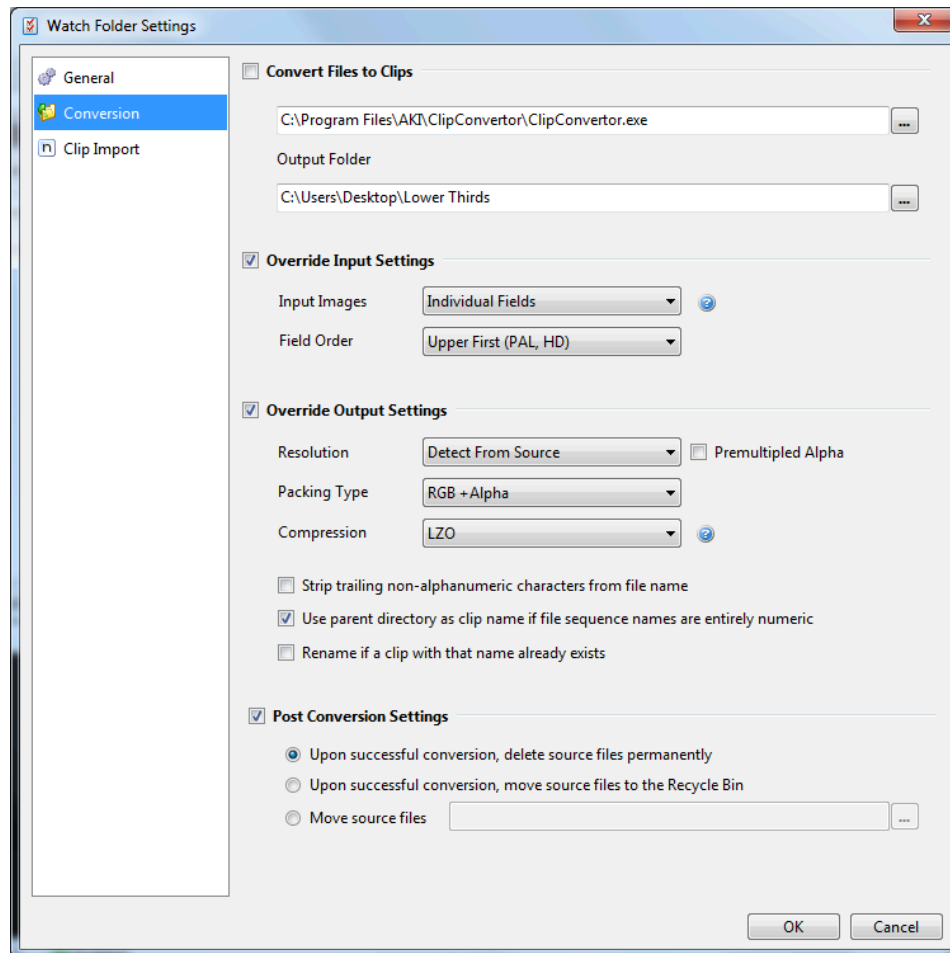 Watch Folder Settings
General
Conversion
Clip Import
Convert Files to Clips
C:\Program Files\AKI\ClipConvertor\ClipConvertor.exe
...
Output Folder
C:\Users\Desktop\Lower Thirds
...
Override Input Settings
Input Images Individual Fields
Field Order Upper First (PAL, HD)
Override Output Settings
Resolution Detect From Source Premultipled Alpha
Packing Type RGB +Alpha
Compression LZO
Strip trailing non-alphanumeric characters from file name
Use parent directory as clip name if file sequence names are entirely numeric
Rename if a clip with that name already exists
Post Conversion Settings
Upon successful conversion, delete source files permanently
Upon successful conversion, move source files to the Recycle Bin
Move source files ...
OK Cancel